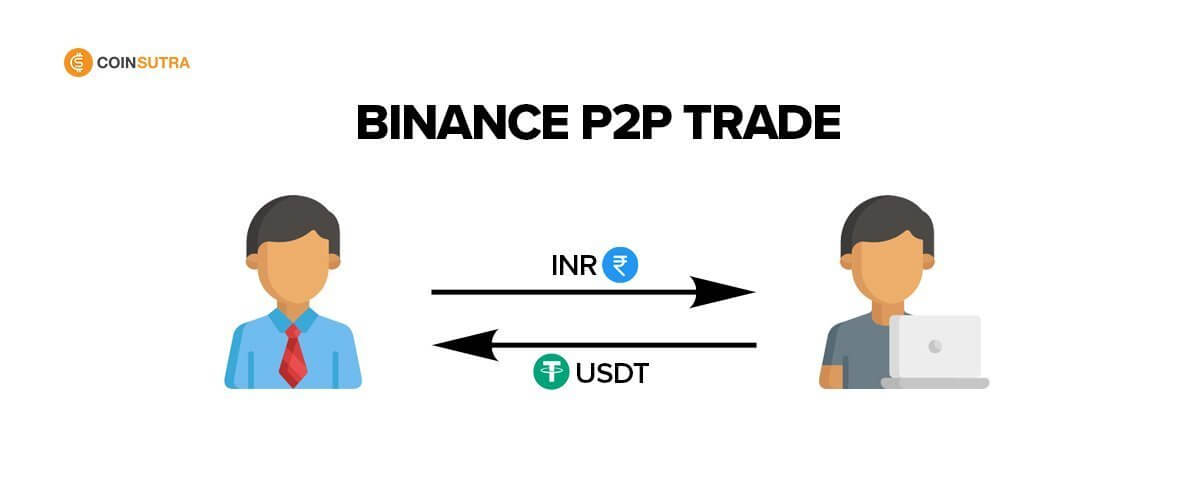 COINSUTRA
BINANCE P2P TRADE
INR ₹
USDT